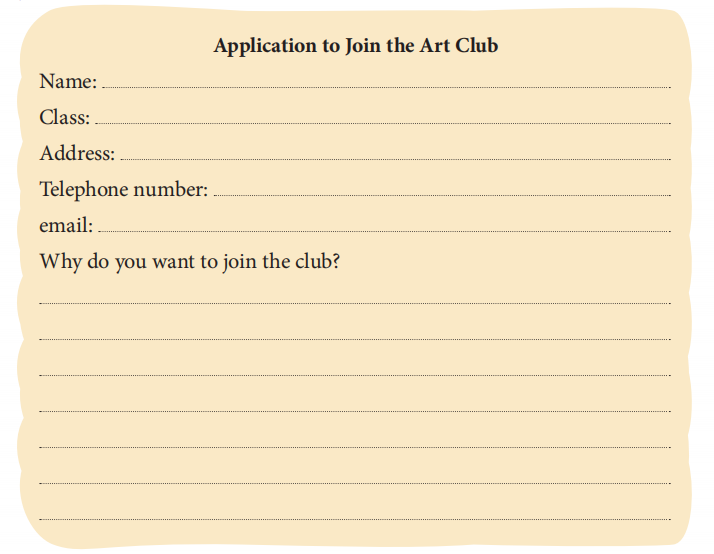 Application to Join the Art Club
Name:
Class:
Address:
Telephone number:
email:
Why do you want to join the club?